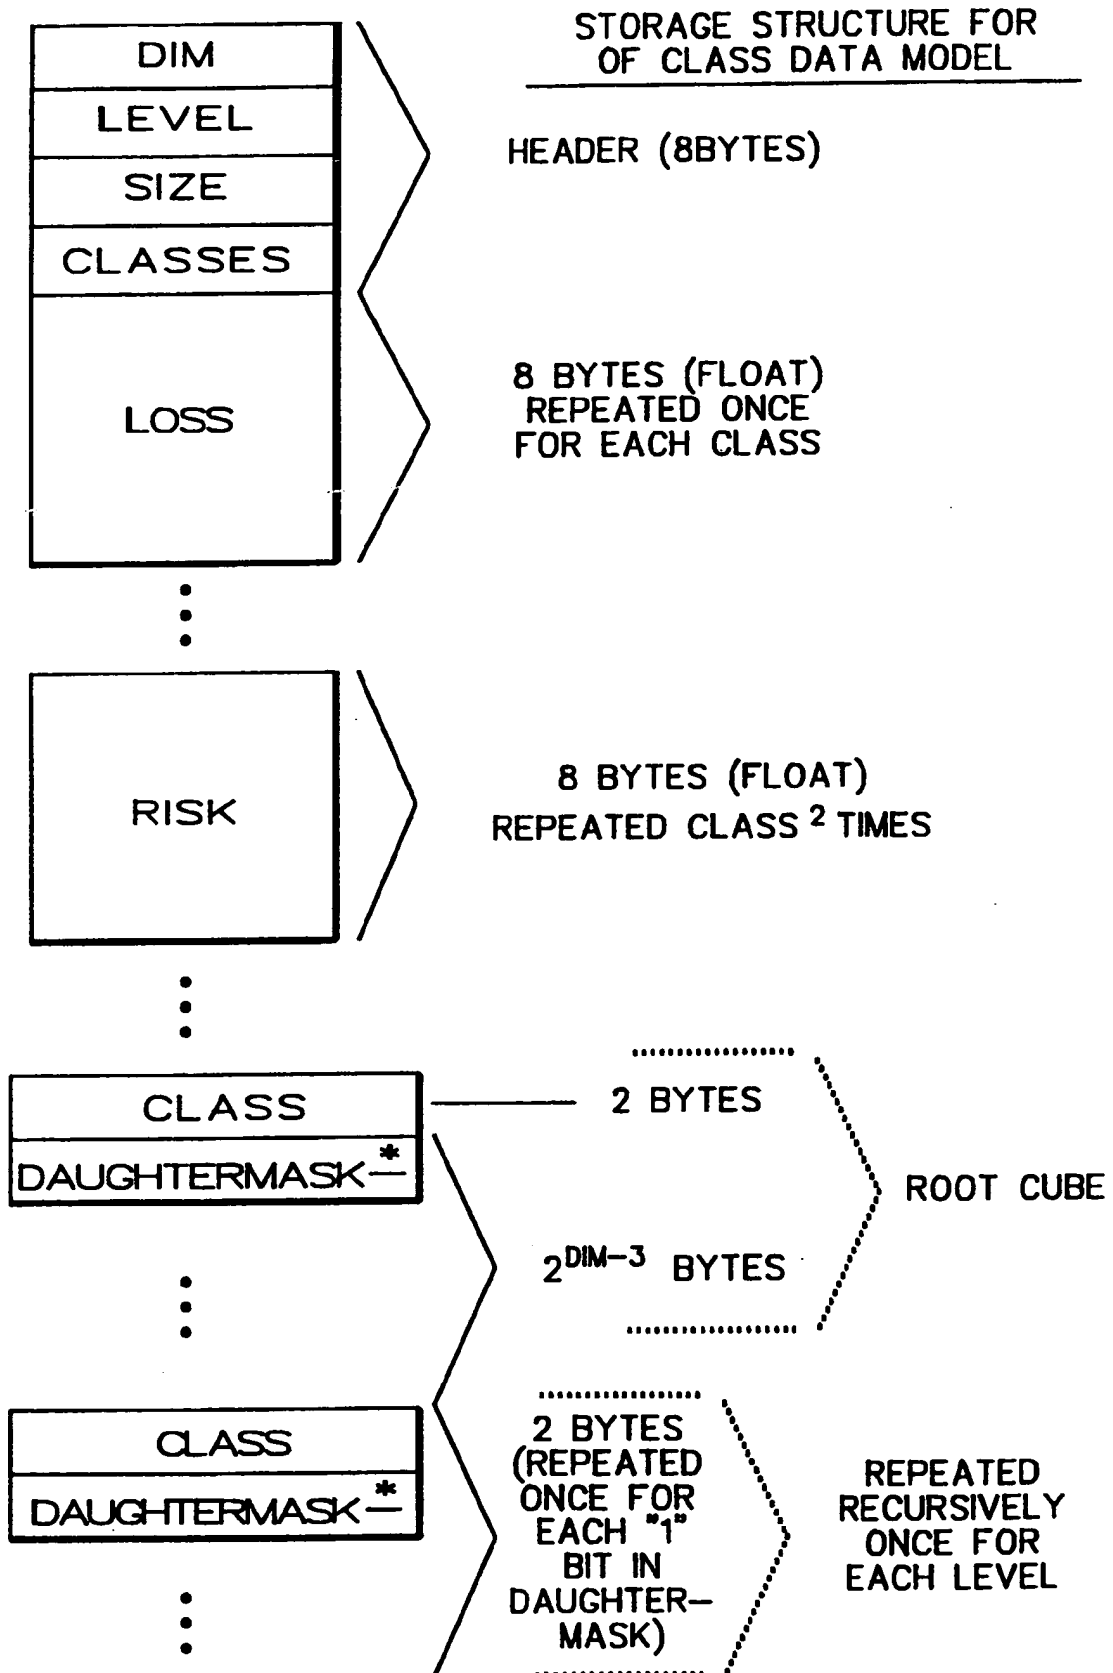 STORAGE STRUCTURE FOR
OF CLASS DATA MODEL
DIM
LEVEL
SIZE
CLASSES
HEADER (8BYTES)
LOSS
8 BYTES (FLOAT)
REPEATED ONCE
FOR EACH CLASS
RISK
8 BYTES (FLOAT)
REPEATED CLASS ² TIMES
CLASS
2 BYTES
DAUGHTERMASK-*
ROOT CUBE
2^DIM-3 BYTES
CLASS
DAUGHTERMASK-*
2 BYTES
(REPEATED
ONCE FOR
EACH "1"
BIT IN
DAUGHTER-
MASK)
REPEATED
RECURSIVELY
ONCE FOR
EACH LEVEL